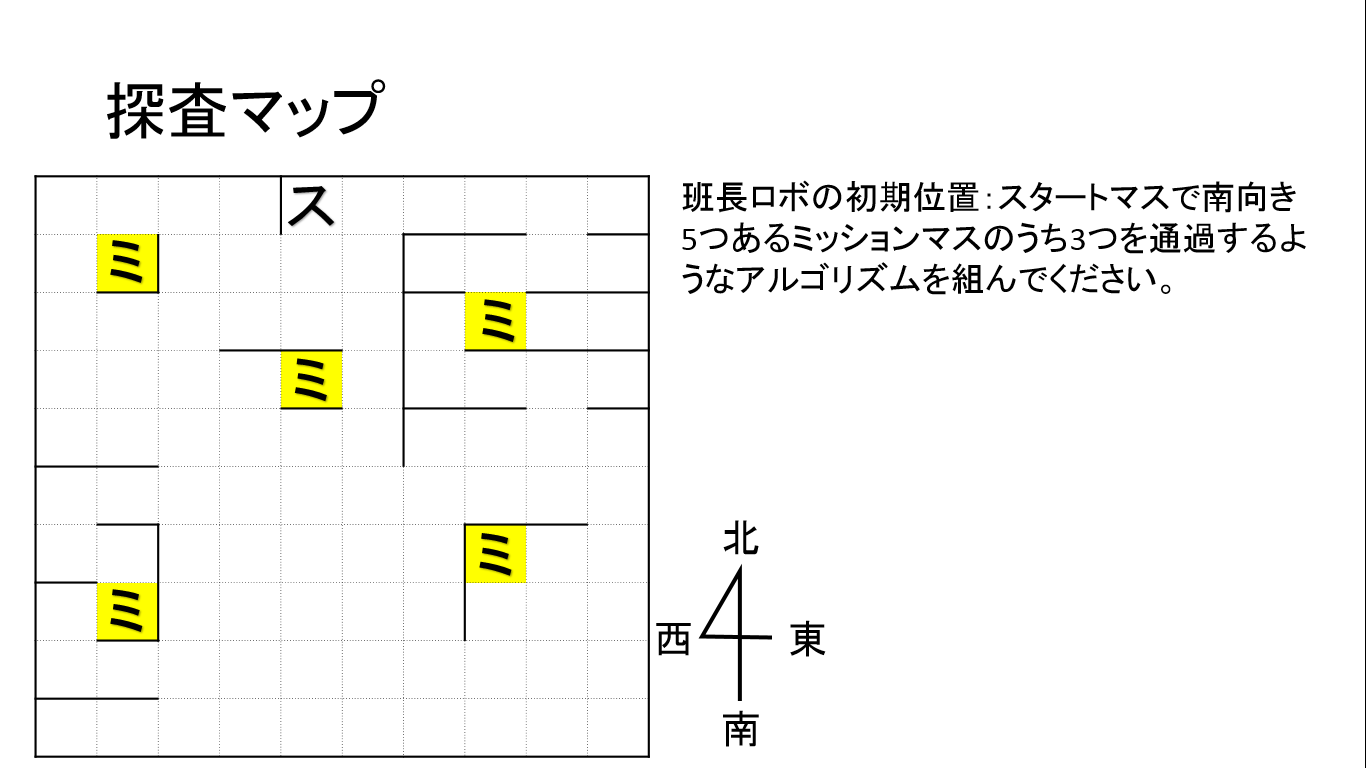 探査マップ
ス
ミ
ミ
ミ
ミ
ミ
班長ロボの初期位置：スタートマスで南向き
5つあるミッションマスのうち3つを通過するよ
うなアルゴリズムを組んでください。
北
西
東
南